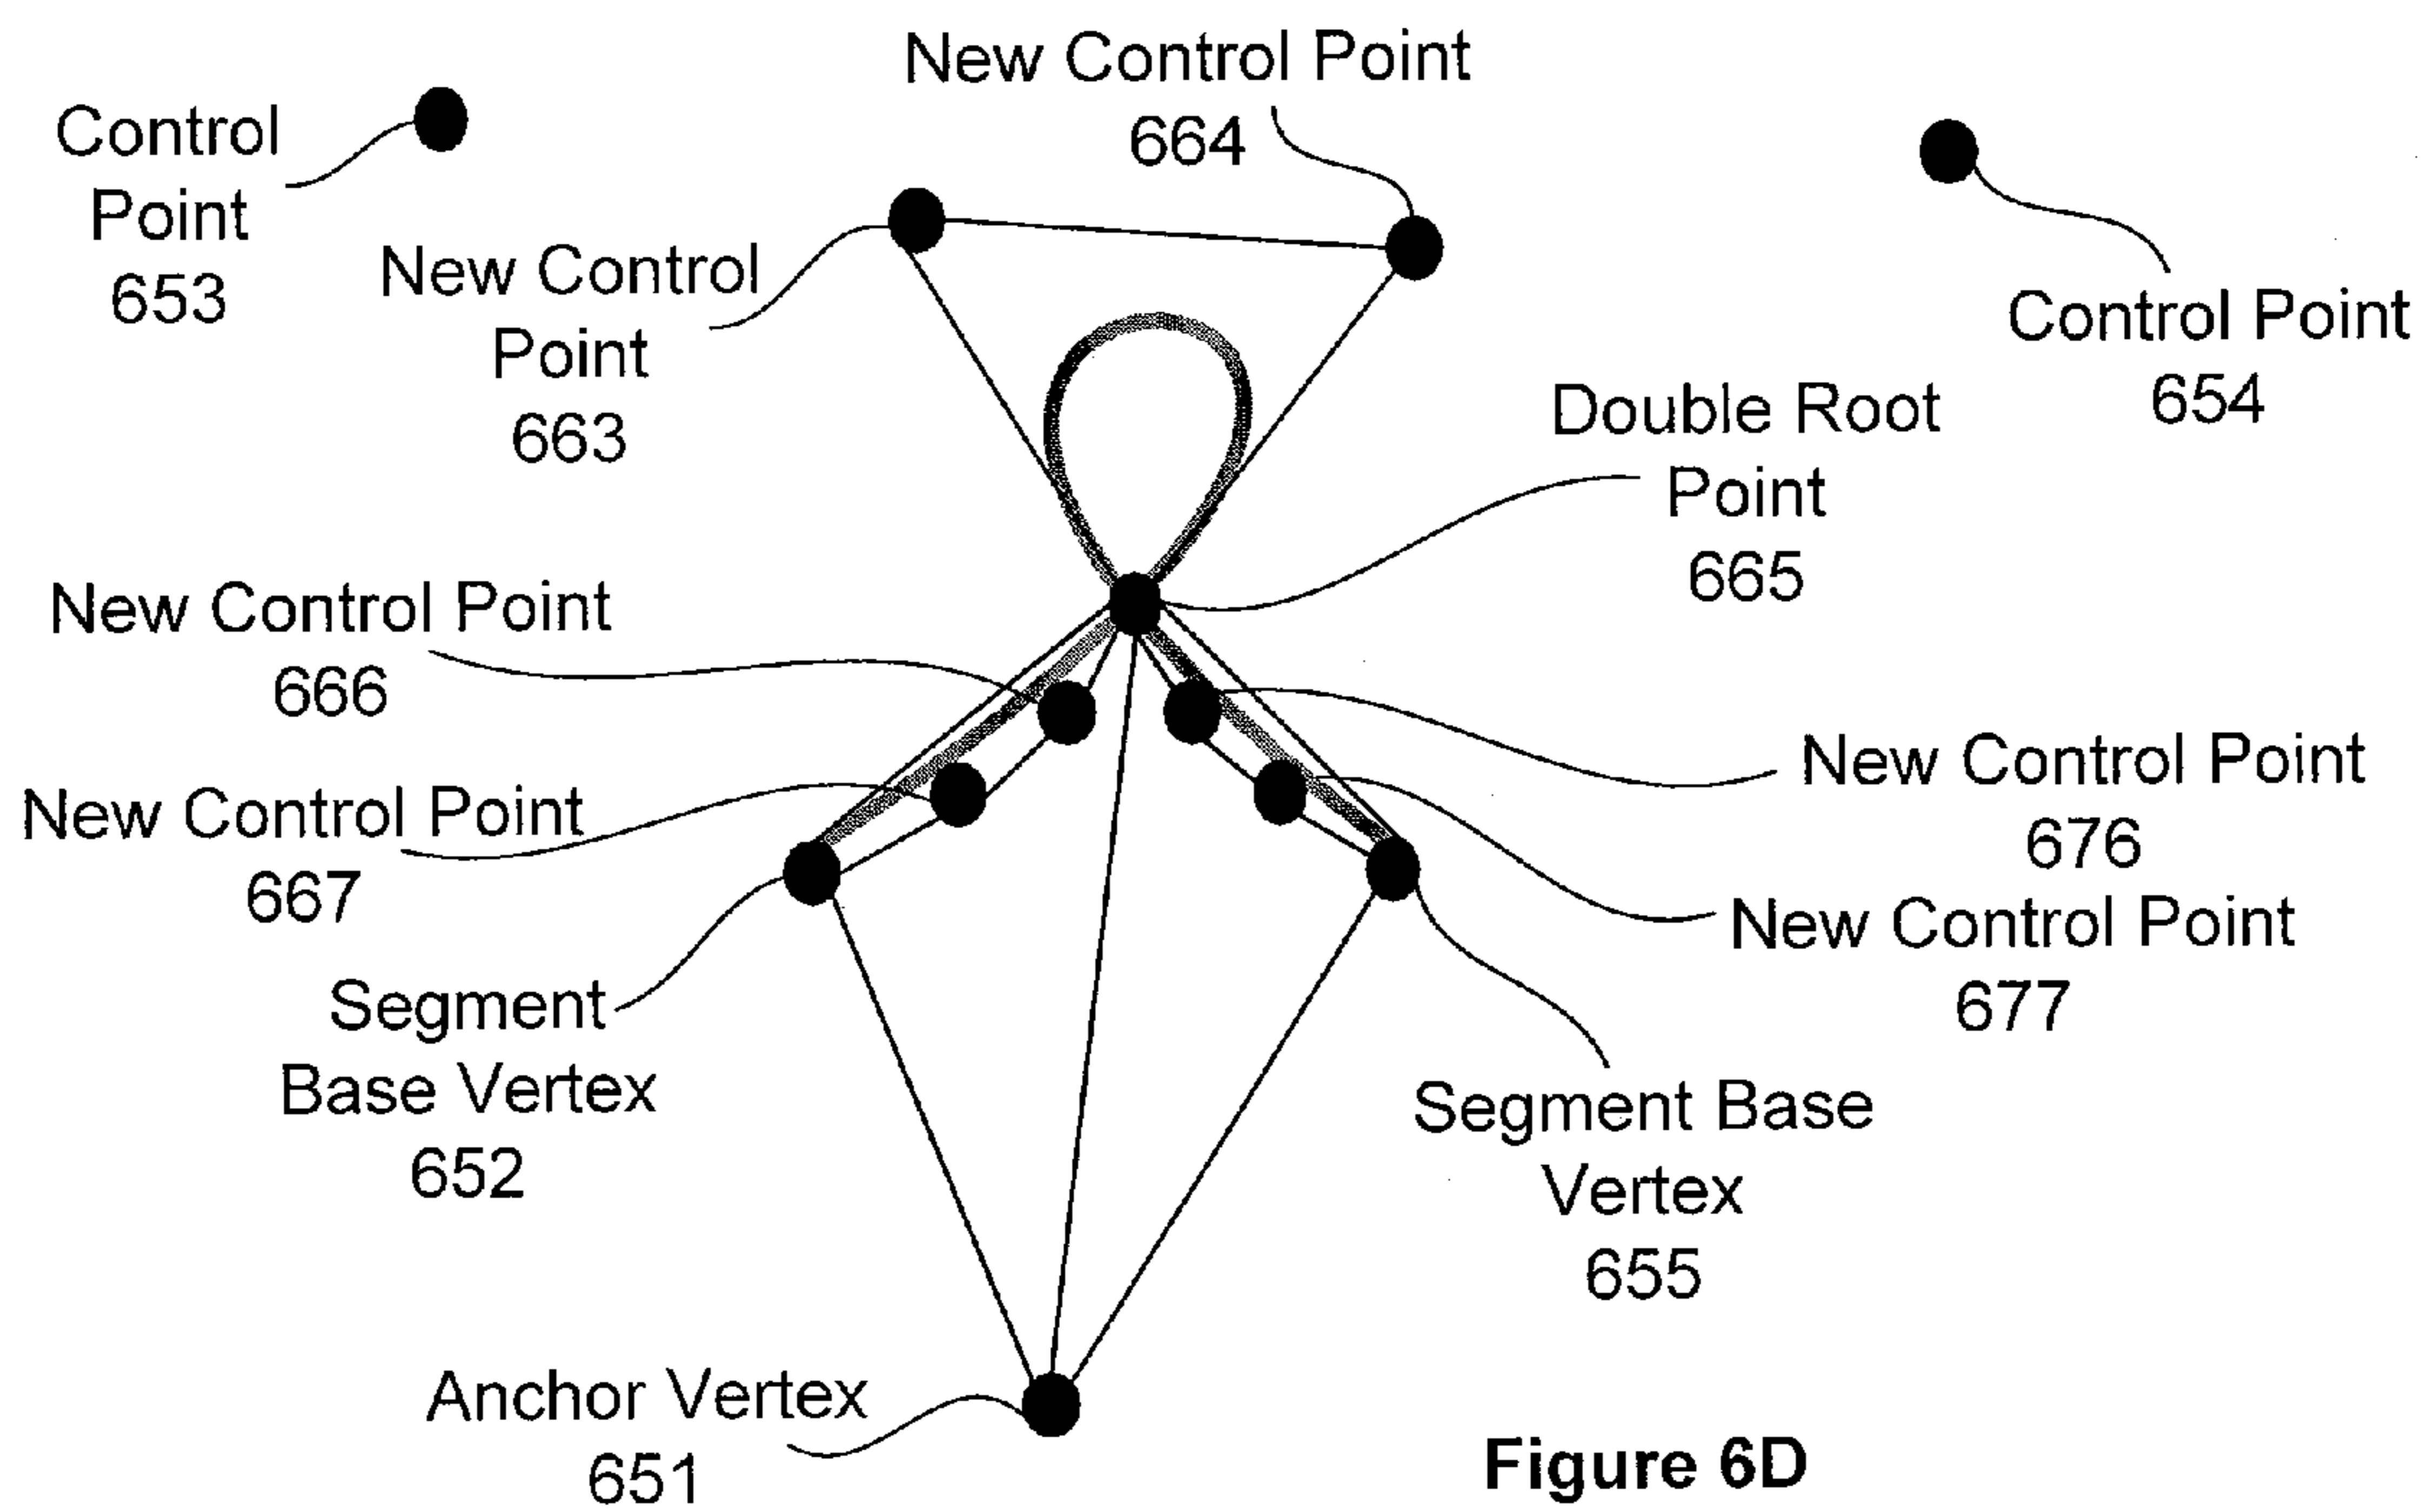 New Control Point
664
Control
Point
653
New Control
Point
663
Control Point
654
Double Root
Point
665
New Control Point
666
New Control Point
676
New Control Point
667
New Control Point
677
Segment
Base Vertex
652
Segment Base
Vertex
655
Anchor Vertex
651
Figure 6D